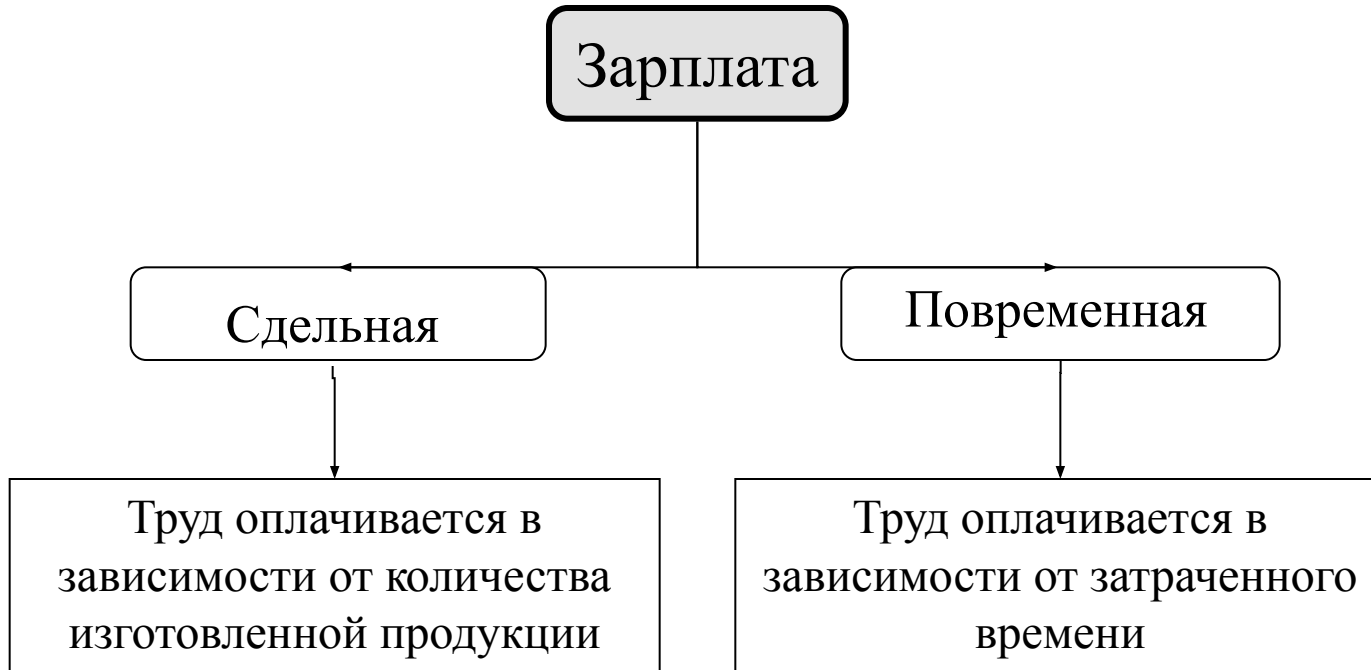 Зарплата
Сдельная
Повременная
Труд оплачивается в
зависимости от количества
изготовленной продукции
Труд оплачивается в
зависимости от затраченного
времени